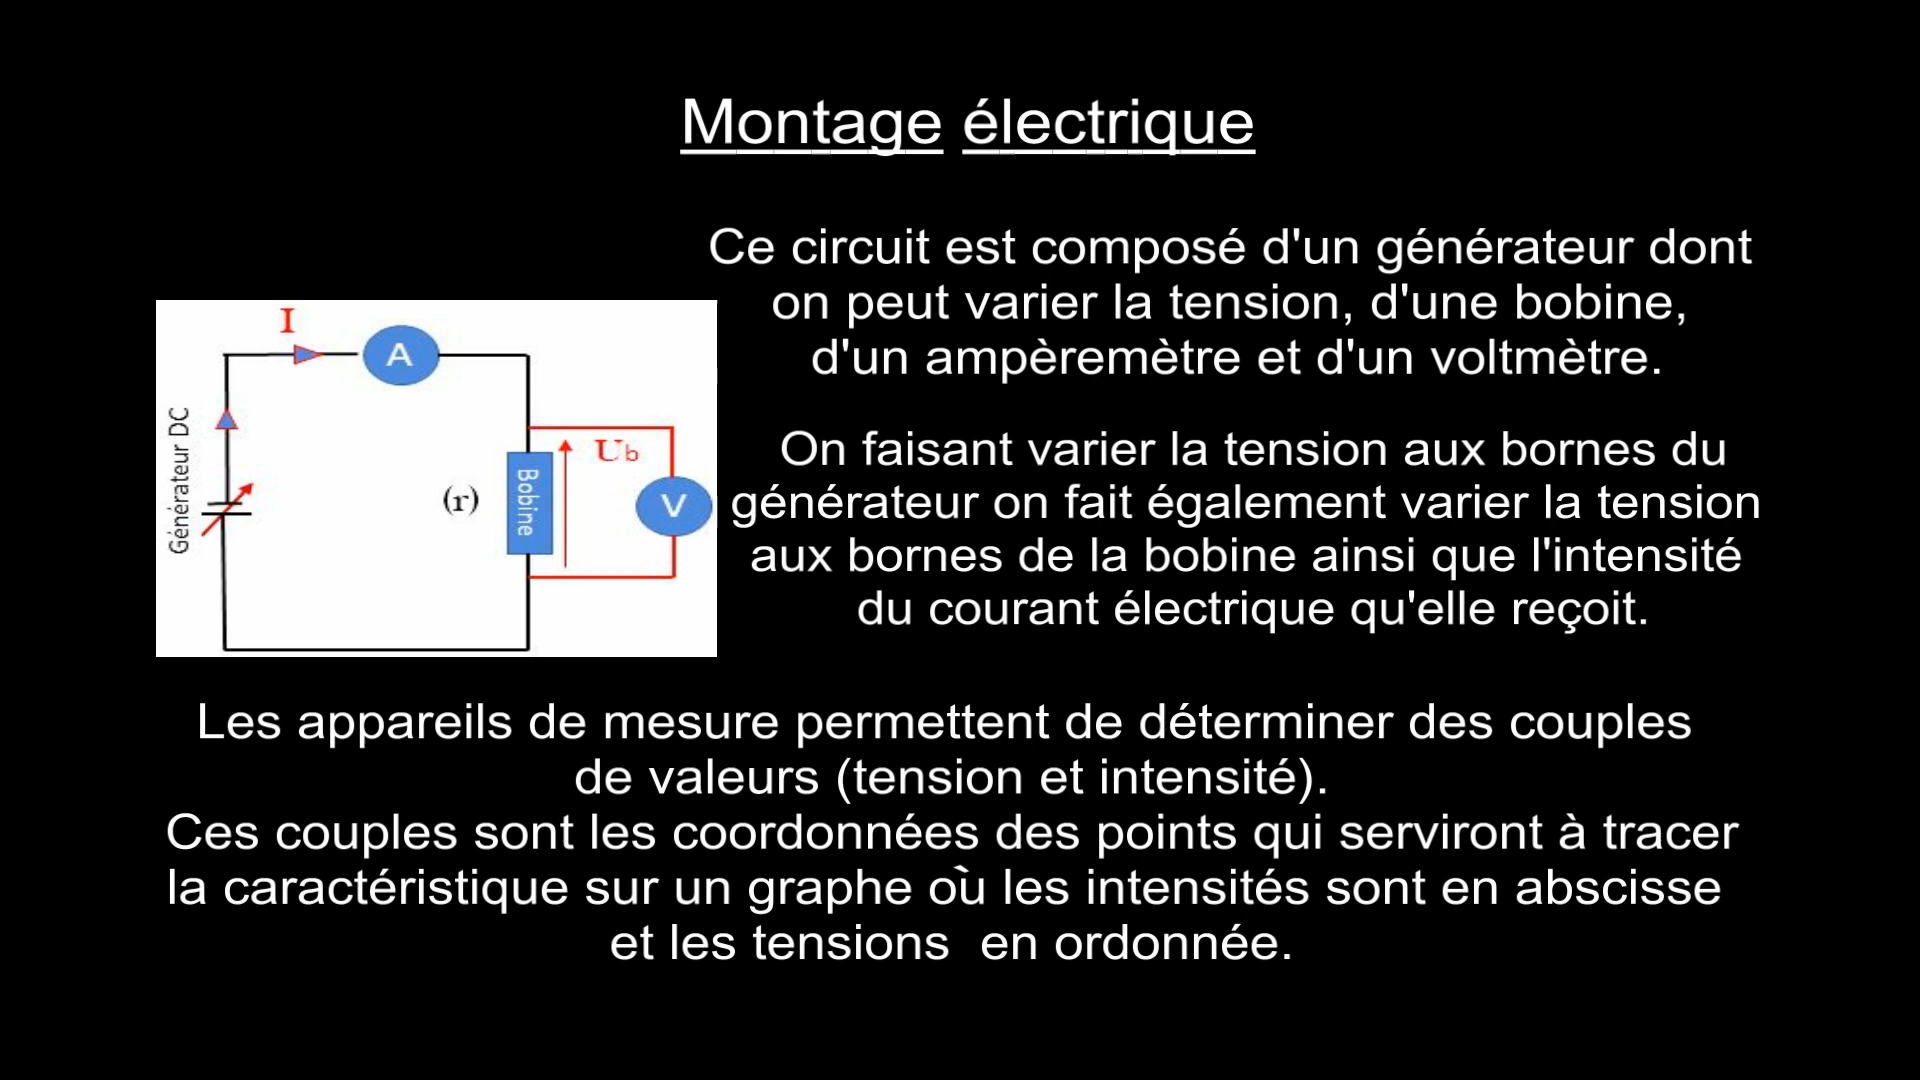 Montage électrique
Ce circuit est composé d'un générateur dont
on peut varier la tension, d'une bobine,
d'un ampèremètre et d'un voltmètre.
I
A
Générateur DC
(r)
Bobine
Ub
V
On faisant varier la tension aux bornes du
générateur on fait également varier la tension
aux bornes de la bobine ainsi que l'intensité
du courant électrique qu'elle reçoit.
Les appareils de mesure permettent de déterminer des couples
de valeurs (tension et intensité).
Ces couples sont les coordonnées des points qui serviront à tracer
la caractéristique sur un graphe où les intensités sont en abscisse
et les tensions en ordonnée.